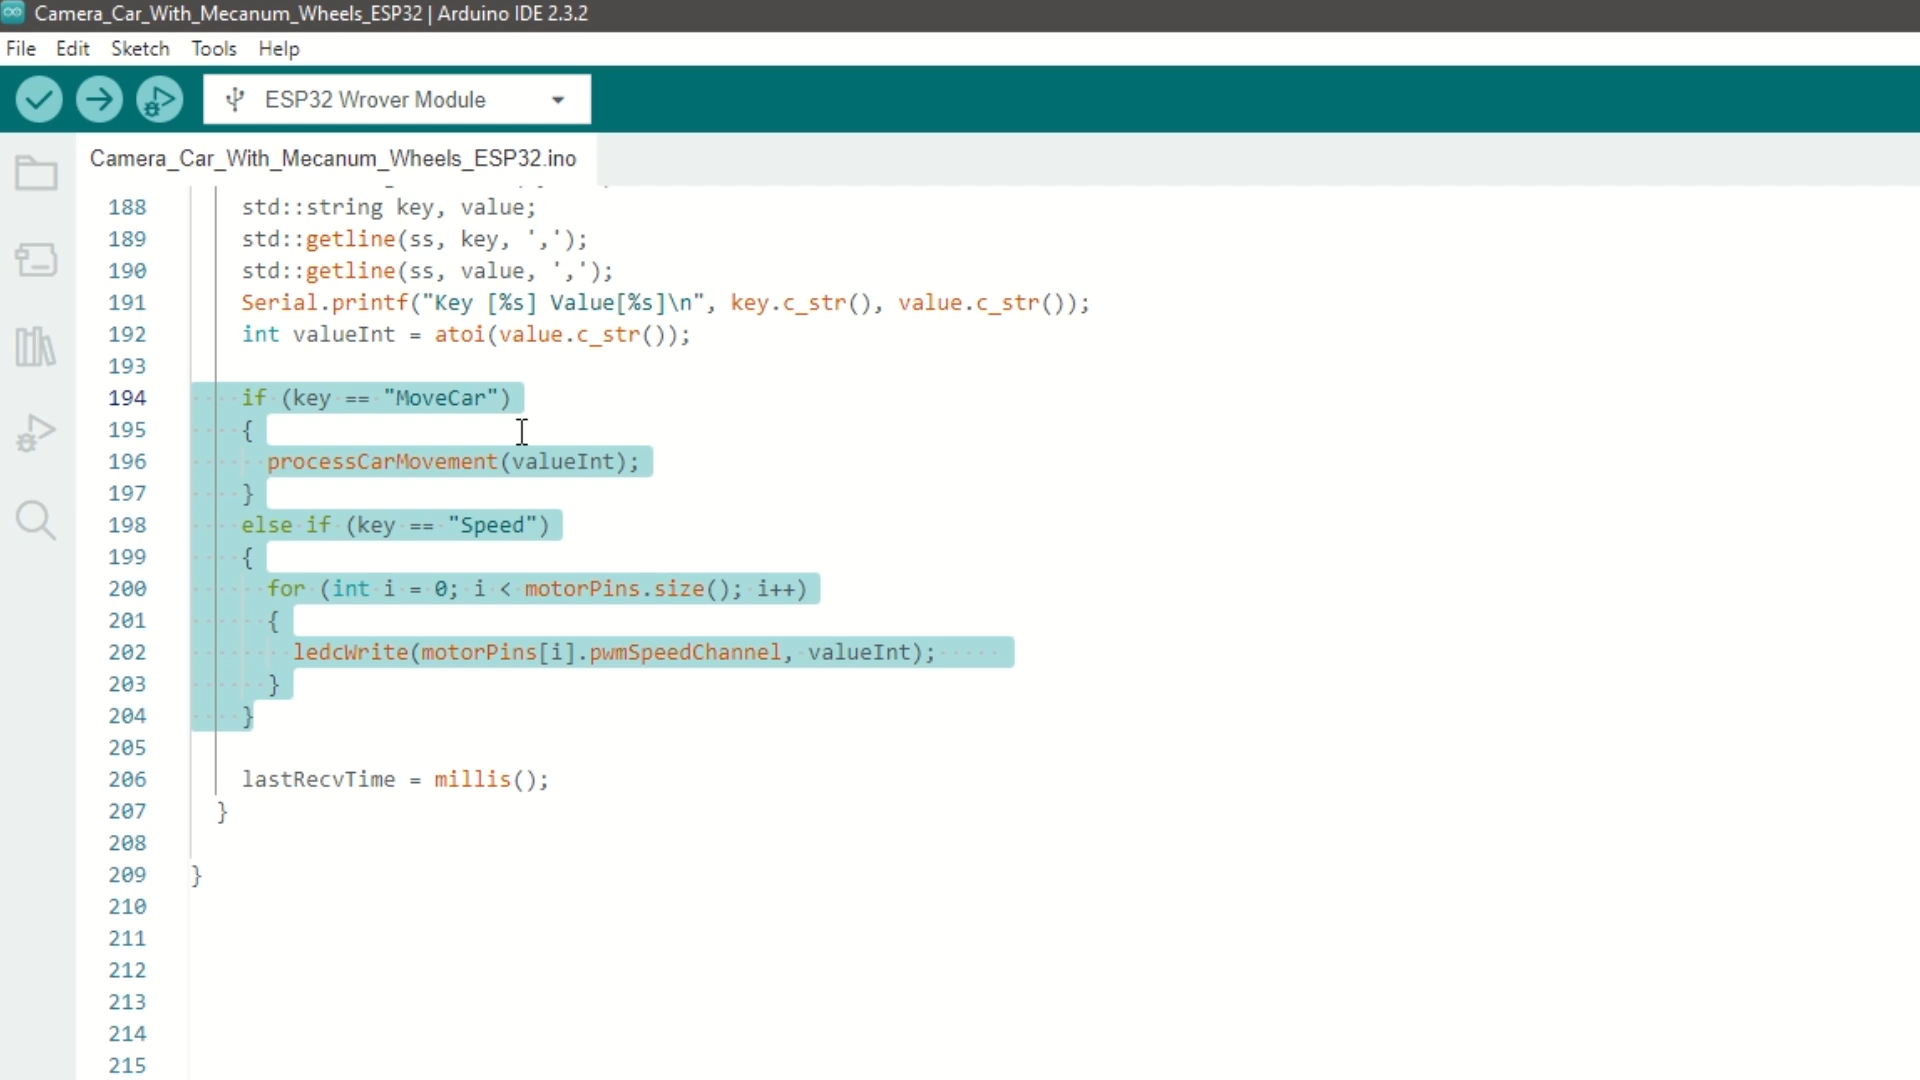 Camera_Car_With_Mecanum_Wheels_ESP32 | Arduino IDE 2.3.2
File Edit Sketch Tools Help
ESP32 Wrover Module
Camera_Car_With_Mecanum_Wheels_ESP32.ino
188 std::string key, value;
189 std::getline(ss, key, ',');
190 std::getline(ss, value, ',');
191 Serial.printf("Key [%s] Value[%s]\n", key.c_str(), value.c_str());
192 int valueInt = atoi(value.c_str());
193
194 if (key == "MoveCar")
195 {
196 processCarMovement(valueInt);
197 }
198 else if (key == "Speed")
199 {
200 for (int i = 0; i < motorPins.size(); i++)
201 {
202 ledcWrite(motorPins[i].pwmSpeedChannel, valueInt);
203 }
204 }
205
206 lastRecvTime = millis();
207 }
208
209 }
210
211
212
213
214
215